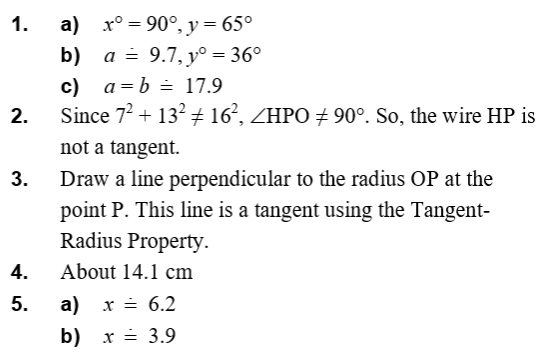 1. a) x° = 90°, y = 65°
b) a ≐ 9.7, y° = 36°
c) a = b ≐ 17.9
2. Since 7² + 13² ≠ 16², ∠HPO ≠ 90°. So, the wire HP is
not a tangent.
3. Draw a line perpendicular to the radius OP at the
point P. This line is a tangent using the Tangent-
Radius Property.
4. About 14.1 cm
5. a) x ≐ 6.2
b) x ≐ 3.9